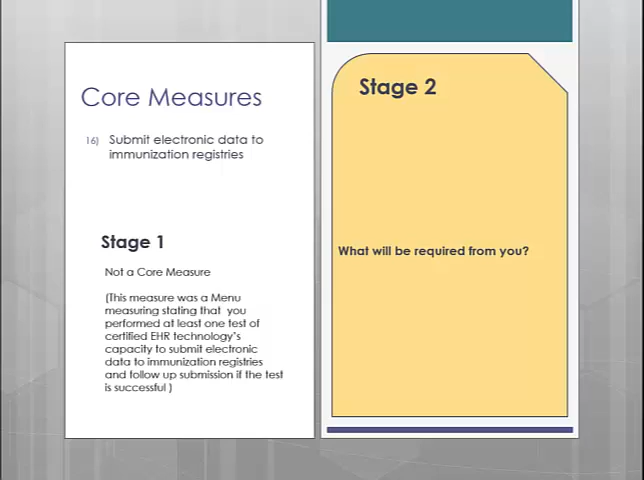 Core Measures
16) Submit electronic data to
immunization registries
Stage 1
Not a Core Measure
(This measure was a Menu
measuring stating that you
performed at least one test of
certified EHR technology's
capacity to submit electronic
data to immunization registries
and follow up submission if the test
is successful )
Stage 2
What will be required from you?